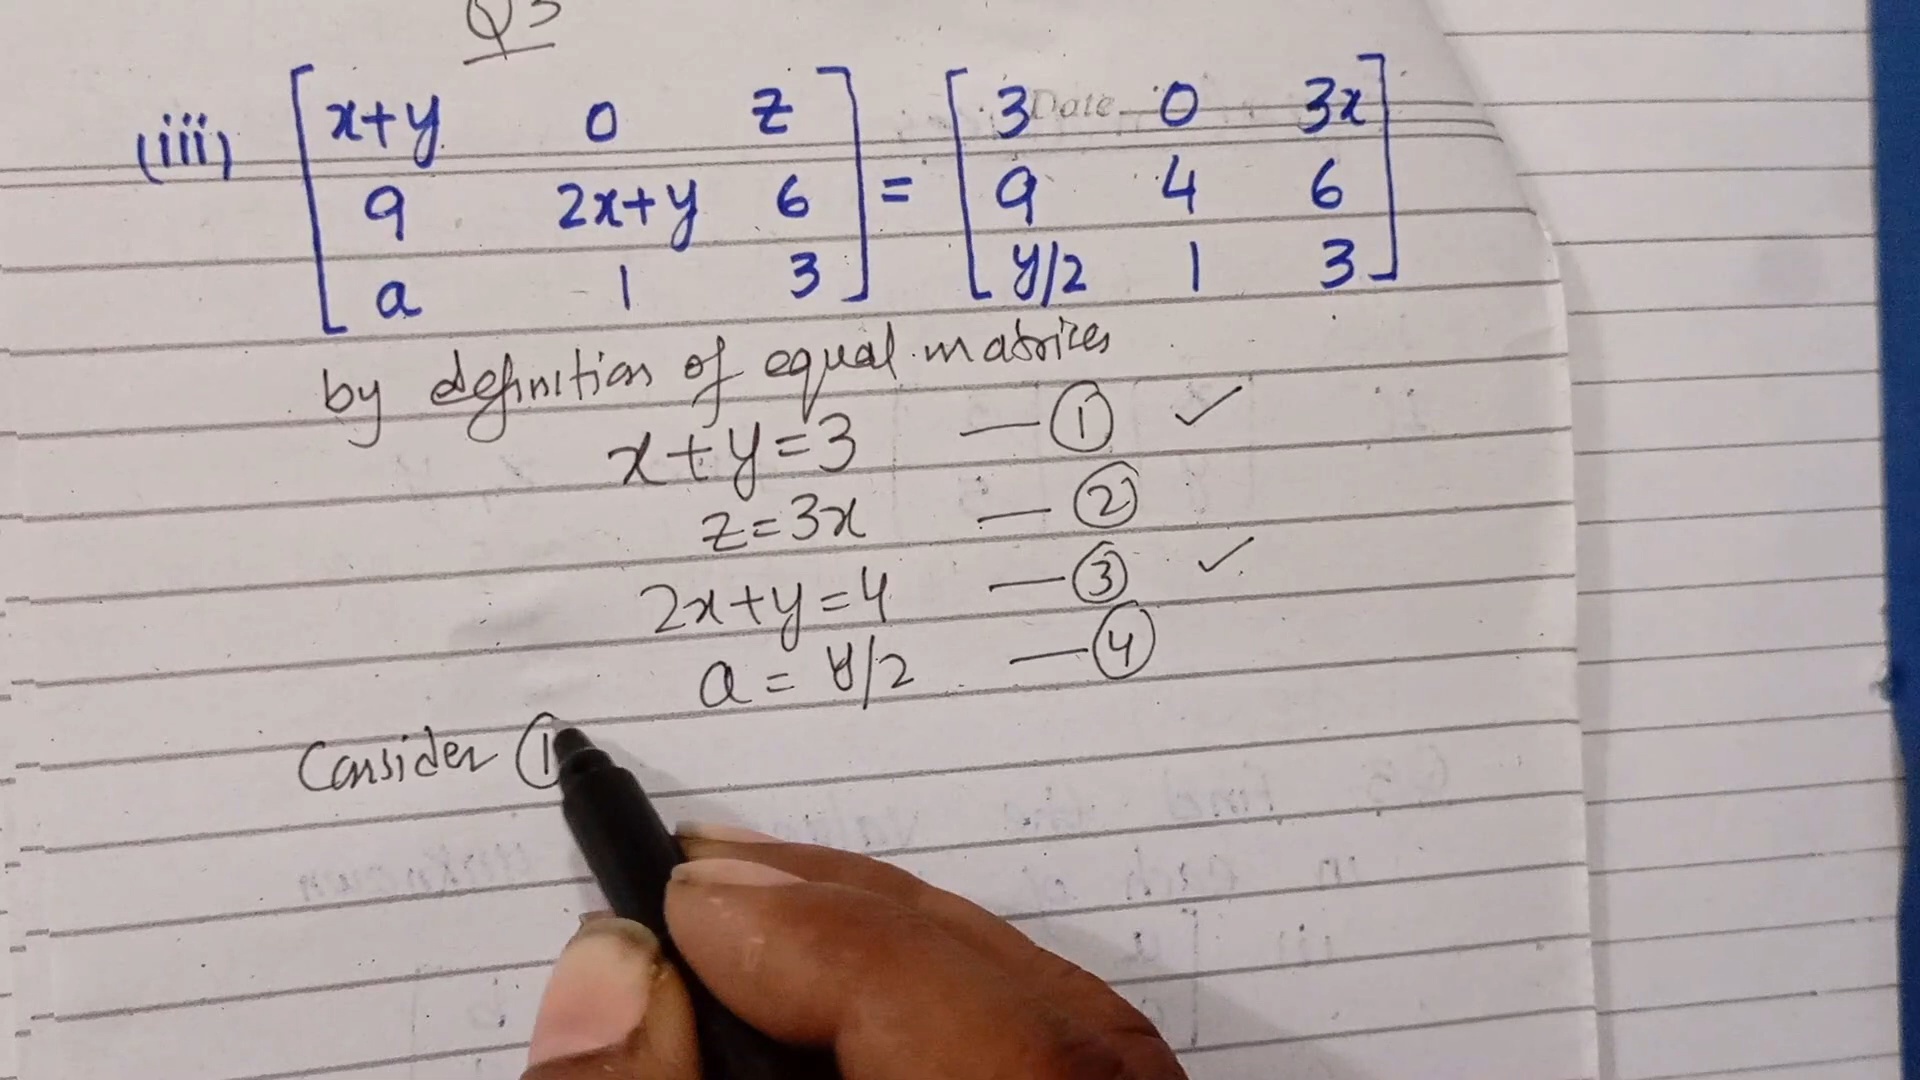 Q3
Date
(iii) [x+y 0 z] = [3 0 3x]
[9 2x+y 6] [9 4 6]
[a 1 3] [y/2 1 3]
by definition of equal matrices
x+y=3 — ① ✓
z=3x — ②
2x+y=4 — ③ ✓
a = y/2 — ④
Consider ①